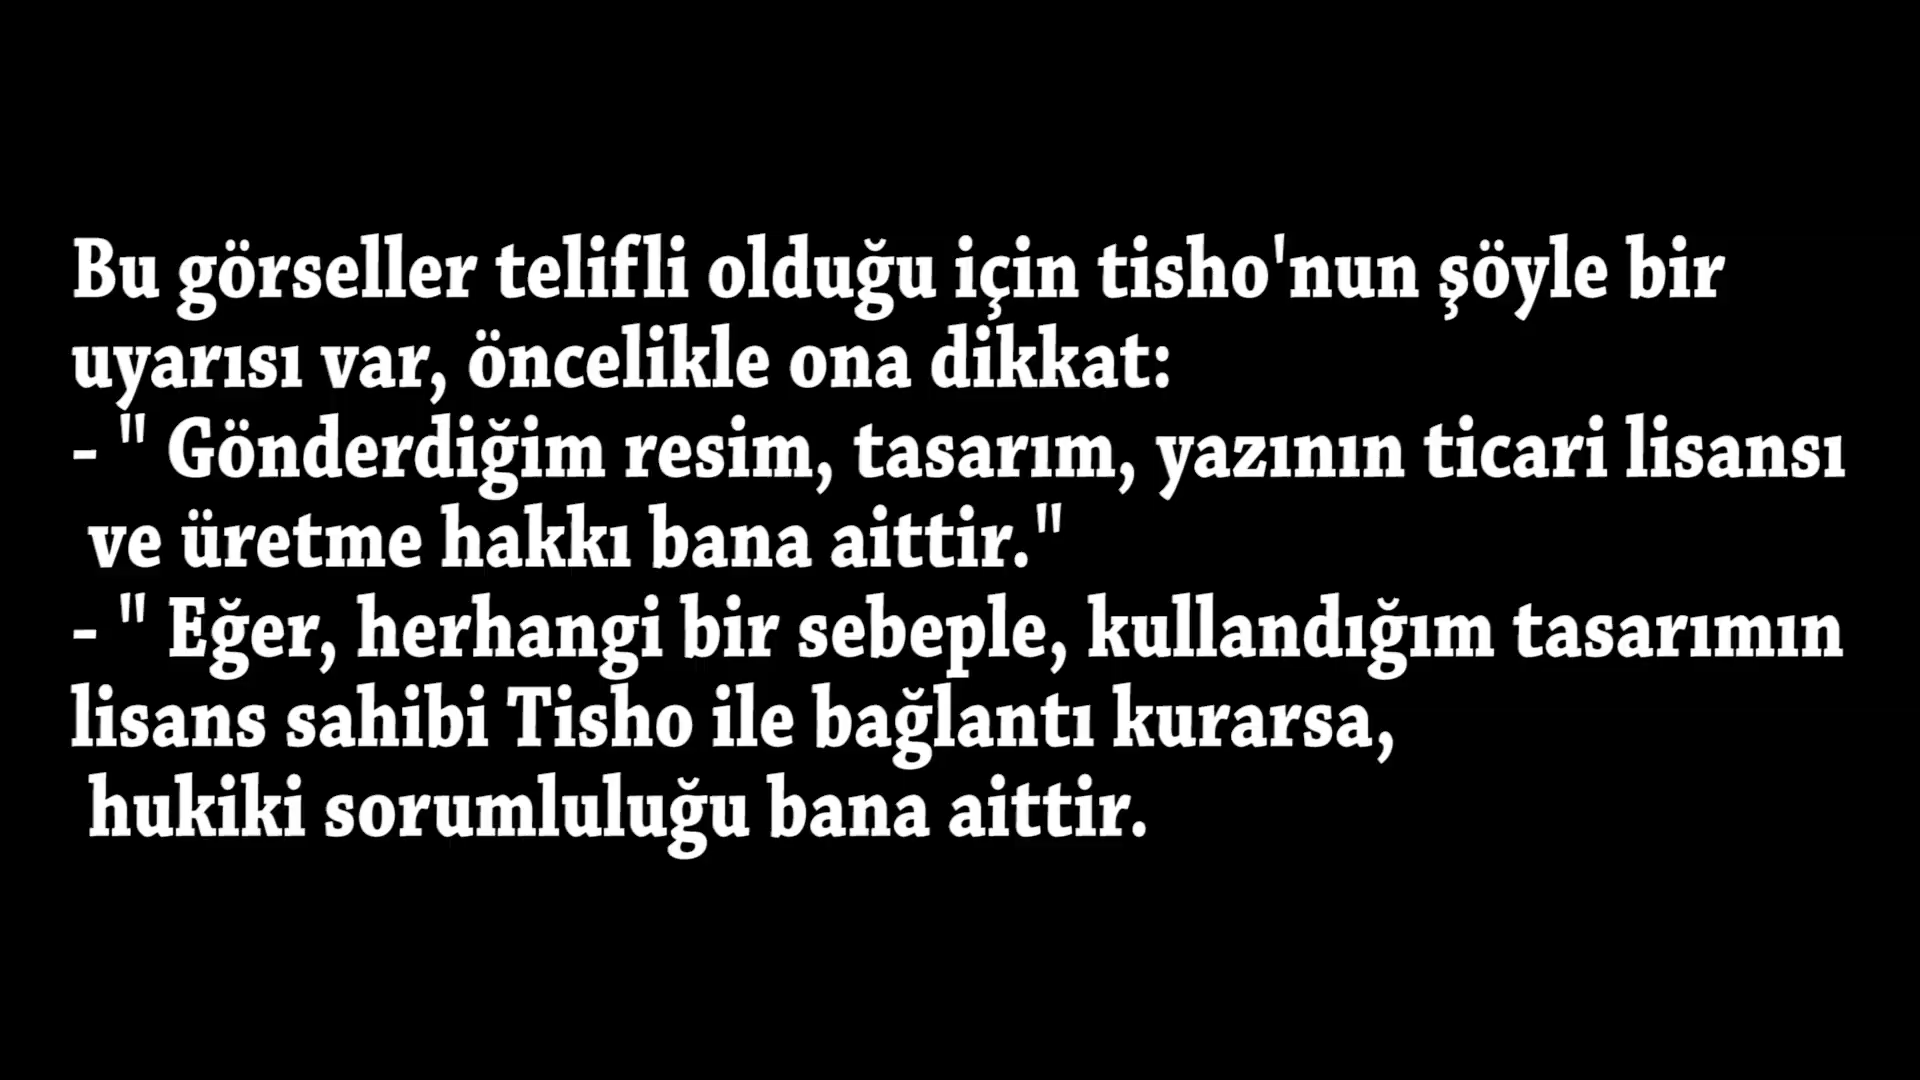 Bu görseller telifli olduğu için tisho'nun şöyle bir
uyarısı var, öncelikle ona dikkat:
- " Gönderdiğim resim, tasarım, yazının ticari lisansı
ve üretme hakkı bana aittir."
- " Eğer, herhangi bir sebeple, kullandığım tasarımın
lisans sahibi Tisho ile bağlantı kurarsa,
hukiki sorumluluğu bana aittir.